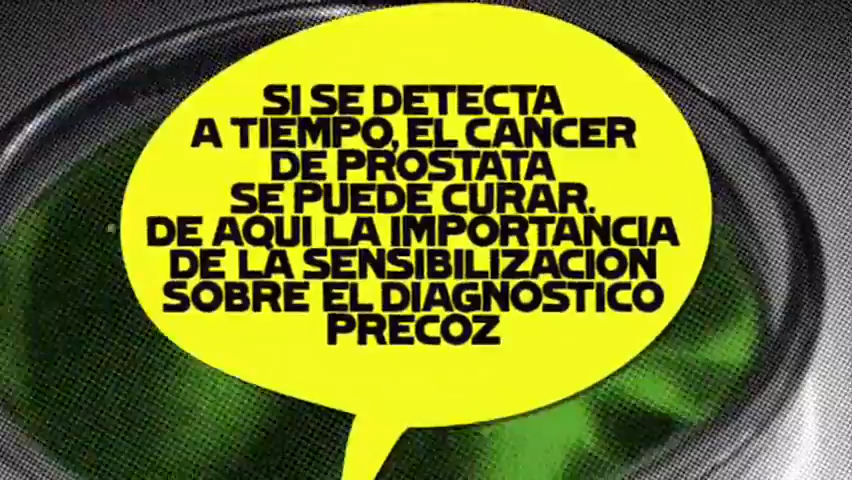 SI SE DETECTA
A TIEMPO, EL CANCER
DE PROSTATA
SE PUEDE CURAR.
DE AQUI LA IMPORTANCIA
DE LA SENSIBILIZACION
SOBRE EL DIAGNOSTICO
PRECOZ